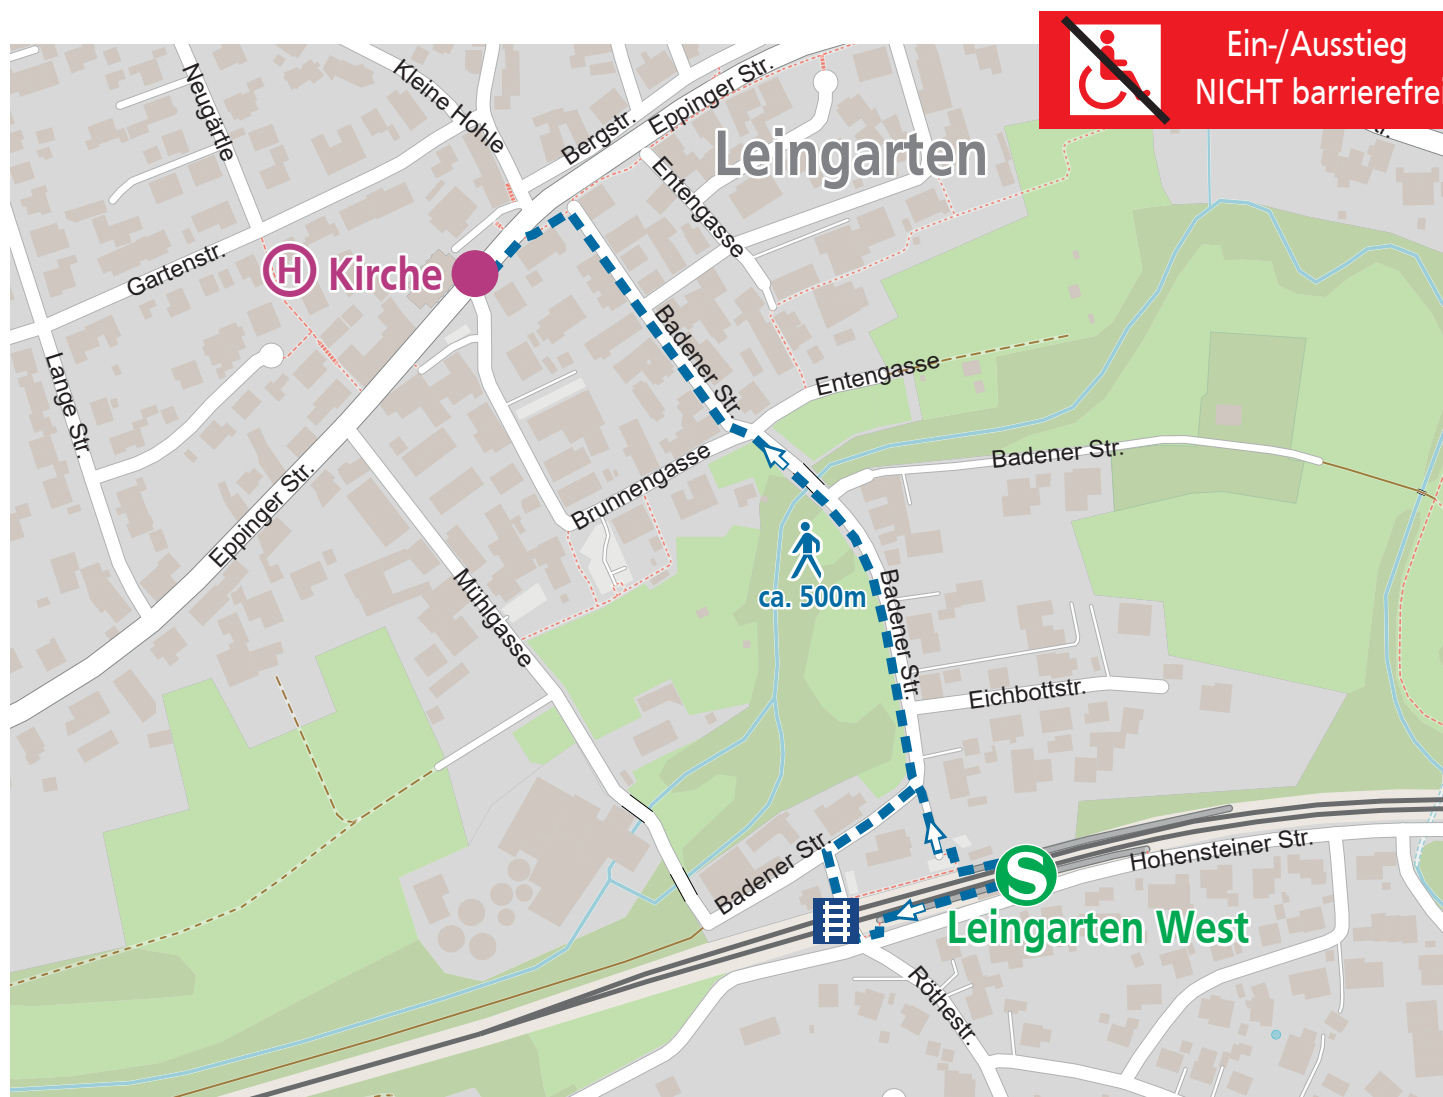 Ein-/Ausstieg
NICHT barrierefrei
Neugärtle
Kleine Hohle
Bergstr.
Eppinger Str.
Leingarten
Entengasse
Gartenstr.
H Kirche
Badener Str.
Lange Str.
Entengasse
Badener Str.
Brunnengasse
Eppinger Str.
Mühlgasse
ca. 500m
Badener Str.
Eichbottstr.
Badener Str.
Hohensteiner Str.
S
Leingarten West
Röthestr.